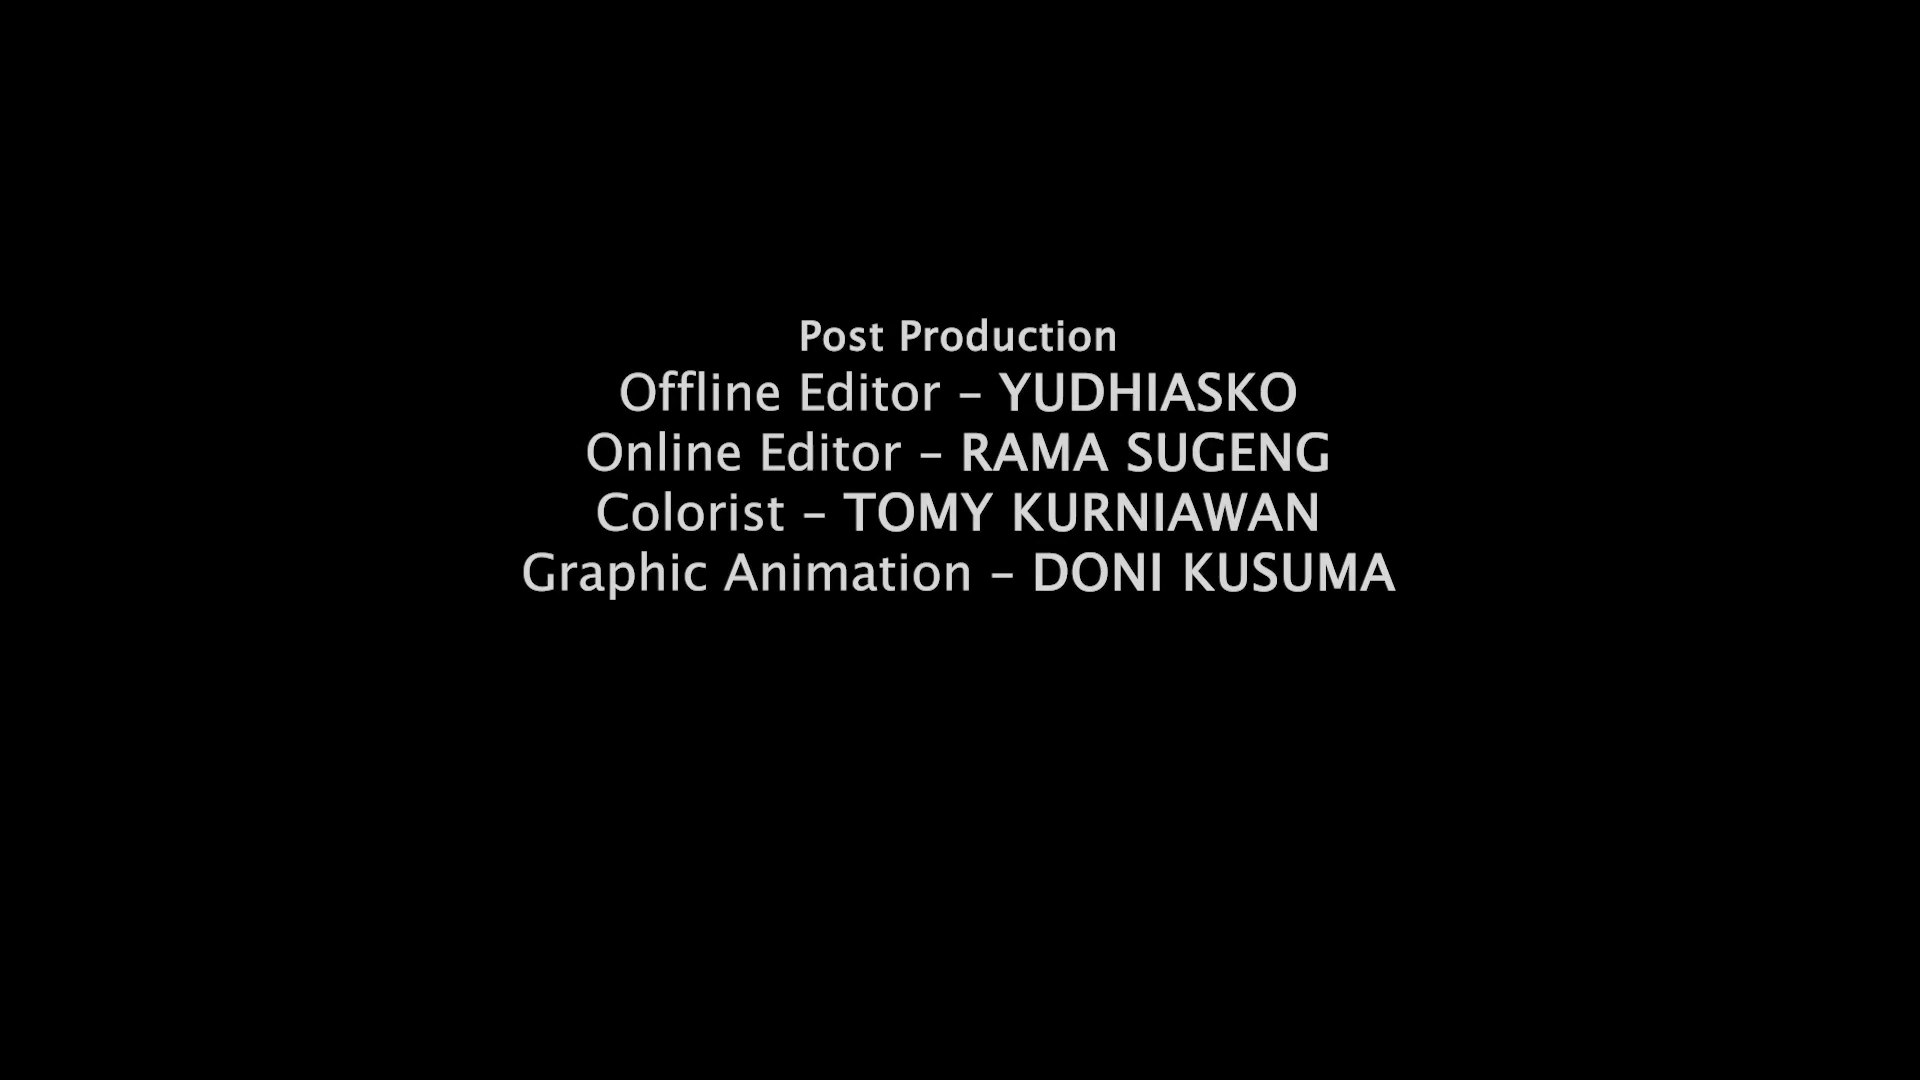 Post Production
Offline Editor – YUDHIASKO
Online Editor – RAMA SUGENG
Colorist – TOMY KURNIAWAN
Graphic Animation – DONI KUSUMA